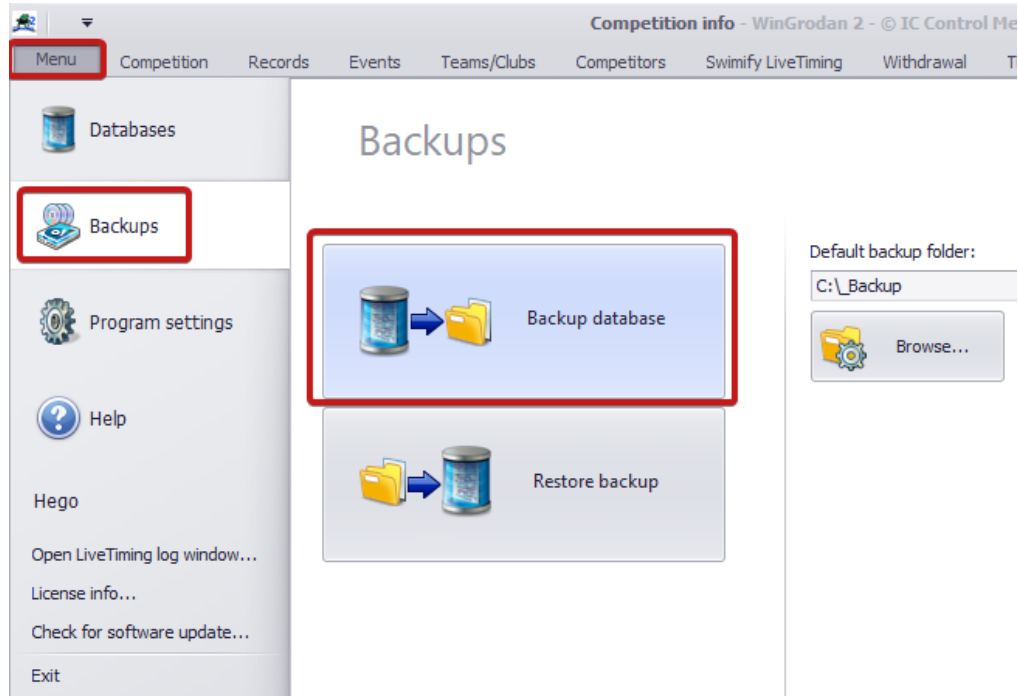 Competition info - WinGrodan 2 - © IC Control Me
Menu Competition Records Events Teams/Clubs Competitors Swimify LiveTiming Withdrawal
Databases
Backups
Program settings
Help
Hego
Open LiveTiming log window...
License info...
Check for software update...
Exit
Backups
Backup database
Restore backup
Default backup folder:
C:\_Backup
Browse...